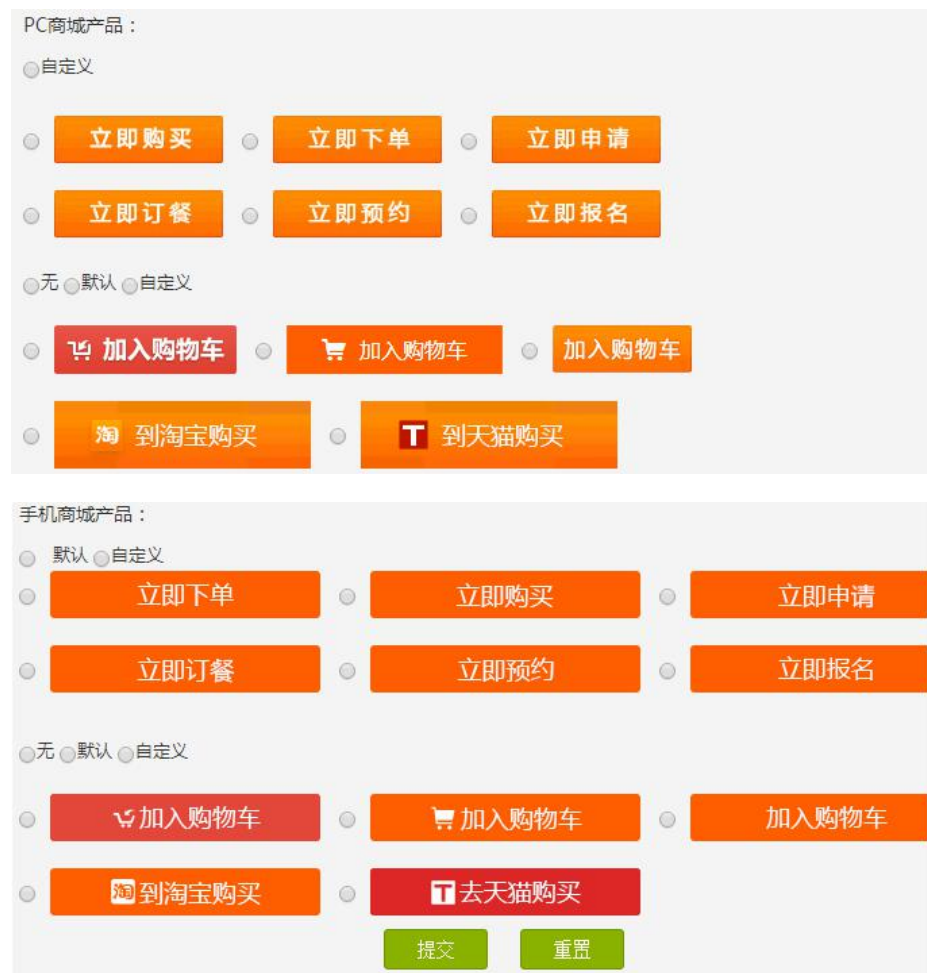 PC商城产品：
自定义
立即购买 立即下单 立即申请
立即订餐 立即预约 立即报名
无 默认 自定义
加入购物车 加入购物车 加入购物车
淘 到淘宝购买 T 到天猫购买
手机商城产品：
默认 自定义
立即下单 立即购买 立即申请
立即订餐 立即预约 立即报名
无 默认 自定义
加入购物车 加入购物车 加入购物车
淘 到淘宝购买 T 去天猫购买
提交 重置